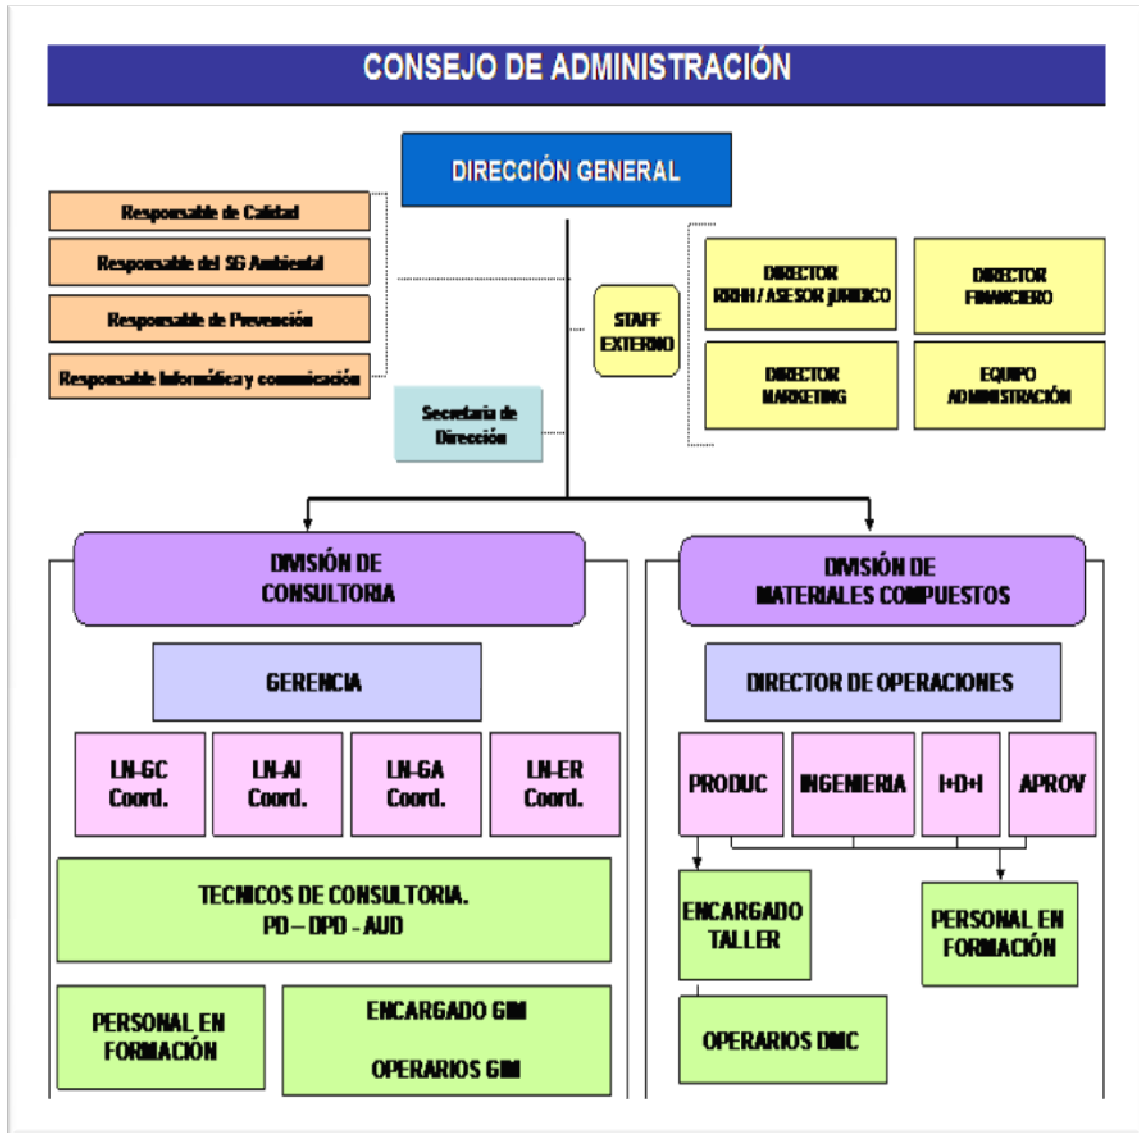 CONSEJO DE ADMINISTRACIÓN
DIRECCIÓN GENERAL
Responsable de Calidad
Responsable del SG Ambiental
Responsable de Prevención
Responsable Informática y comunicación
Secretaria de
Dirección
STAFF
EXTERNO
DIRECTOR
RRHH / ASESOR jURIDICO
DIRECTOR
FINANCIERO
DIRECTOR
MARKETING
EQUIPO
ADMINISTRACIÓN
DIVISIÓN DE
CONSULTORIA
GERENCIA
LN-GC
Coord.
LN-AI
Coord.
LN-GA
Coord.
LN-ER
Coord.
TECNICOS DE CONSULTORIA.
PD – DPD - AUD
PERSONAL EN
FORMACIÓN
ENCARGADO GIM
OPERARIOS GIM
DIVISIÓN DE
MATERIALES COMPUESTOS
DIRECTOR DE OPERACIONES
PRODUC
INGENIERIA
I+D+I
APROV
ENCARGADO
TALLER
PERSONAL EN
FORMACIÓN
OPERARIOS DMC